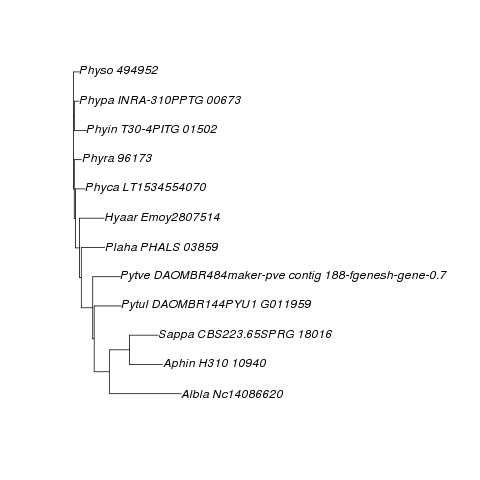 Physo 494952
Phypa INRA-310PPTG 00673
Phyin T30-4PITG 01502
Phyra 96173
Phyca LT1534554070
Hyaar Emoy2807514
Plaha PHALS 03859
Pytve DAOMBR484maker-pve contig 188-fgenesh-gene-0.7
Pytul DAOMBR144PYU1 G011959
Sappa CBS223.65SPRG 18016
Aphin H310 10940
Albla Nc14086620